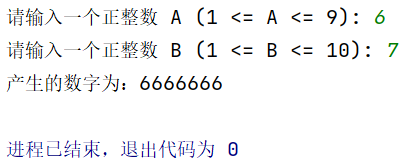 请输入一个正整数 A (1 <= A <= 9): 6
请输入一个正整数 B (1 <= B <= 10): 7
产生的数字为：6666666
进程已结束，退出代码为 0